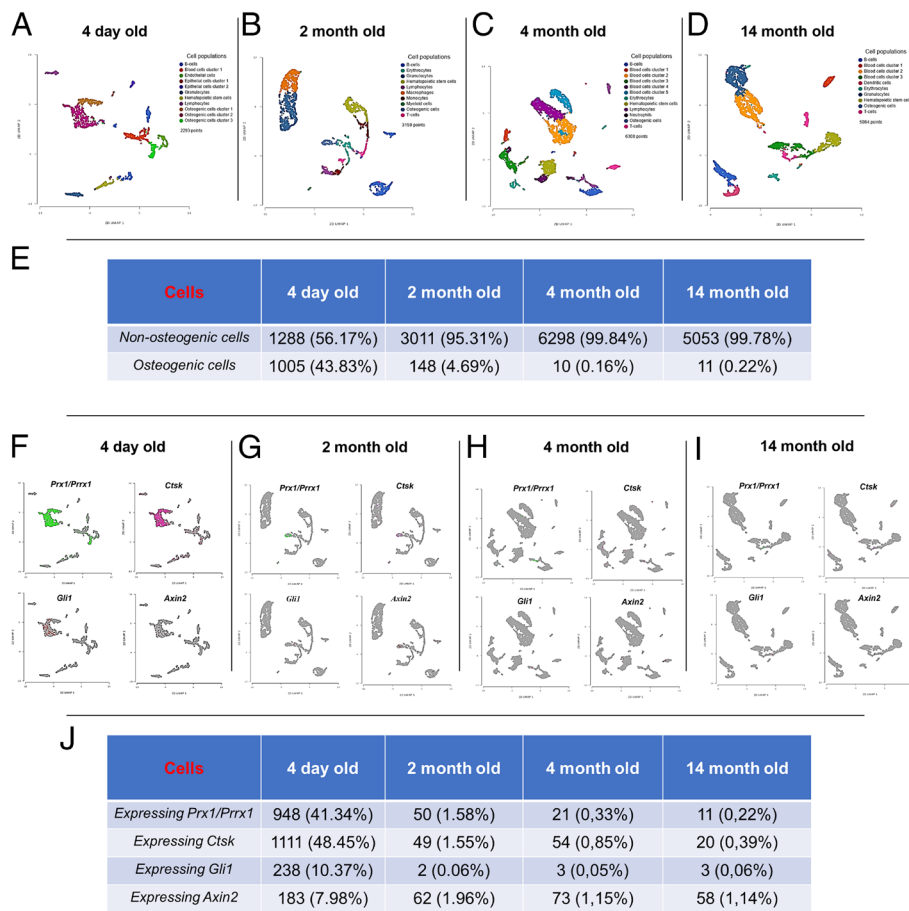 A
4 day old
Cell populations
B-cells
Blood cells cluster 1
Endothelial cells
Epithelial cells cluster 1
Epithelial cells cluster 2
Granulocytes
Hematopoietic stem cells
Lymphocytes
Osteogenic cells cluster 1
Osteogenic cells cluster 2
Osteogenic cells cluster 3
2293 points
B
2 month old
Cell populations
B-cells
Erythrocytes
Granulocytes
Hematopoietic stem cells
Lymphocytes
Macrophages
Monocytes
Myeloid cells
Osteogenic cells
T-cells
3159 points
C
4 month old
Cell populations
B-cells
Blood cells cluster 1
Blood cells cluster 2
Blood cells cluster 3
Blood cells cluster 4
Blood cells cluster 5
Erythrocytes
Hematopoietic stem cells
Lymphocytes
Neutrophils
Osteogenic cells
T-cells
6308 points
D
14 month old
Cell populations
B-cells
Blood cells cluster 1
Blood cells cluster 2
Blood cells cluster 3
Dendritic cells
Erythrocytes
Granulocytes
Hematopoietic stem cel
Osteogenic cells
T-cells
5064 points
E
Cells 4 day old 2 month old 4 month old 14 month old
Non-osteogenic cells 1288 (56.17%) 3011 (95.31%) 6298 (99.84%) 5053 (99.78%)
Osteogenic cells 1005 (43.83%) 148 (4.69%) 10 (0.16%) 11 (0.22%)
F
4 day old
Prx1/Prrx1 Ctsk
Gli1 Axin2
G
2 month old
Prx1/Prrx1 Ctsk
Gli1 Axin2
H
4 month old
Prx1/Prrx1 Ctsk
Gli1 Axin2
I
14 month old
Prx1/Prrx1 Ctsk
Gli1 Axin2
J
Cells 4 day old 2 month old 4 month old 14 month old
Expressing Prx1/Prrx1 948 (41.34%) 50 (1.58%) 21 (0,33%) 11 (0,22%)
Expressing Ctsk 1111 (48.45%) 49 (1.55%) 54 (0,85%) 20 (0,39%)
Expressing Gli1 238 (10.37%) 2 (0.06%) 3 (0,05%) 3 (0,06%)
Expressing Axin2 183 (7.98%) 62 (1.96%) 73 (1,15%) 58 (1,14%)